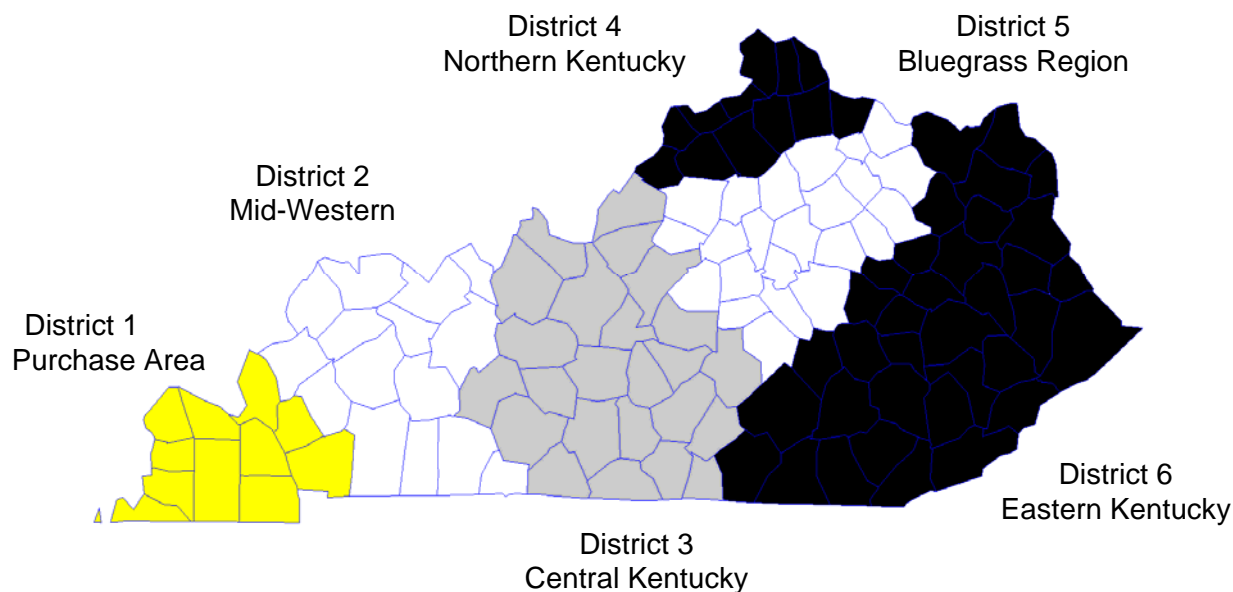 District 4
Northern Kentucky
District 5
Bluegrass Region
District 2
Mid-Western
District 1
Purchase Area
District 6
Eastern Kentucky
District 3
Central Kentucky